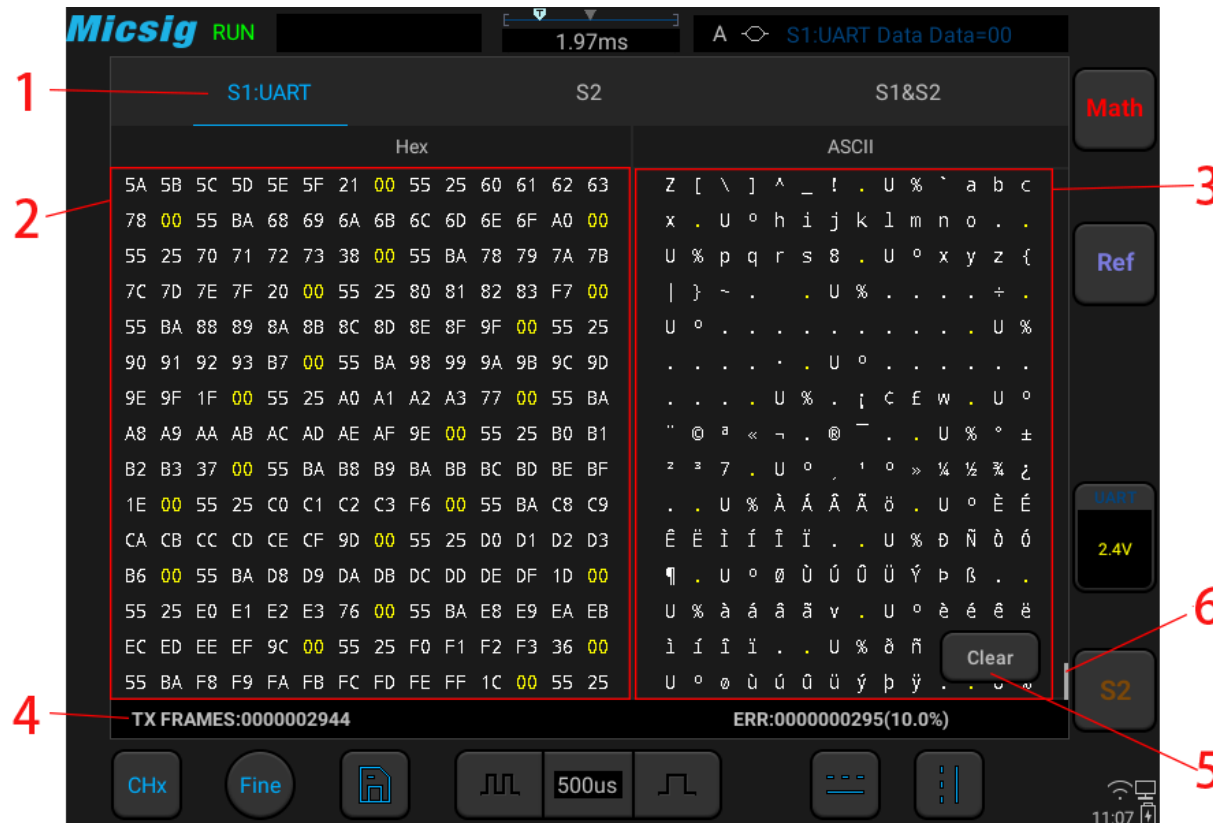 Micsig RUN T 1.97ms A S1:UART Data Data=00
1 S1:UART S2 S1&S2 Math
Hex ASCII
2
3
5A 5B 5C 5D 5E 5F 21 00 55 25 60 61 62 63 Z [ \ ] ^ _ ! . U % ` a b c
78 00 55 BA 68 69 6A 6B 6C 6D 6E 6F A0 00 x . U º h i j k l m n o . .
55 25 70 71 72 73 38 00 55 BA 78 79 7A 7B U % p q r s 8 . U º x y z { Ref
7C 7D 7E 7F 20 00 55 25 80 81 82 83 F7 00 | } ~ . . U % . . . . ÷ .
55 BA 88 89 8A 8B 8C 8D 8E 8F 9F 00 55 25 U º . . . . . . . . . . U %
90 91 92 93 B7 00 55 BA 98 99 9A 9B 9C 9D . . . . · . U º . . . . . .
9E 9F 1F 00 55 25 A0 A1 A2 A3 77 00 55 BA . . . . U % . ¡ ¢ £ w . U º
A8 A9 AA AB AC AD AE AF 9E 00 55 25 B0 B1 ¨ © ª « ¬ . ® ¯ . . U % ° ±
B2 B3 37 00 55 BA B8 B9 BA BB BC BD BE BF ² ³ 7 . U º ¸ ¹ º » ¼ ½ ¾ ¿
1E 00 55 25 C0 C1 C2 C3 F6 00 55 BA C8 C9 . . U % À Á Â Ã ö . U º È É UART
CA CB CC CD CE CF 9D 00 55 25 D0 D1 D2 D3 Ê Ë Ì Í Î Ï . . U % Ð Ñ Ò Ó 2.4V
B6 00 55 BA D8 D9 DA DB DC DD DE DF 1D 00 ¶ . U º Ø Ù Ú Û Ü Ý Þ ß . .
55 25 E0 E1 E2 E3 76 00 55 BA E8 E9 EA EB U % à á â ã v . U º è é ê ë 6
EC ED EE EF 9C 00 55 25 F0 F1 F2 F3 36 00 ì í î ï . . U % ð ñ Clear
55 BA F8 F9 FA FB FC FD FE FF 1C 00 55 25 U º ø ù ú û ü ý þ ÿ . . S2
4 TX FRAMES:0000002944 ERR:0000000295(10.0%)
5
CHx Fine 500us
11:07